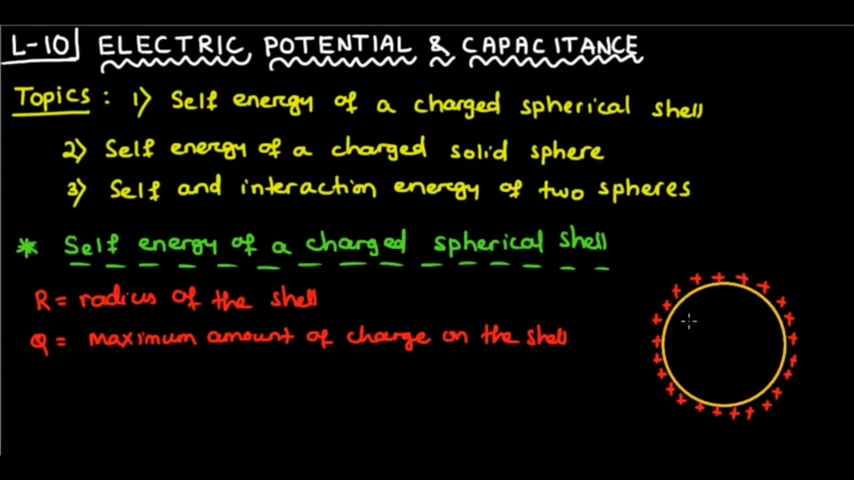 L-10 ELECTRIC POTENTIAL & CAPACITANCE
Topics : 1) Self energy of a charged spherical shell
2) Self energy of a charged solid sphere
3) Self and interaction energy of two spheres
* Self energy of a charged spherical shell
R = radius of the shell
Q = maximum amount of charge on the shell